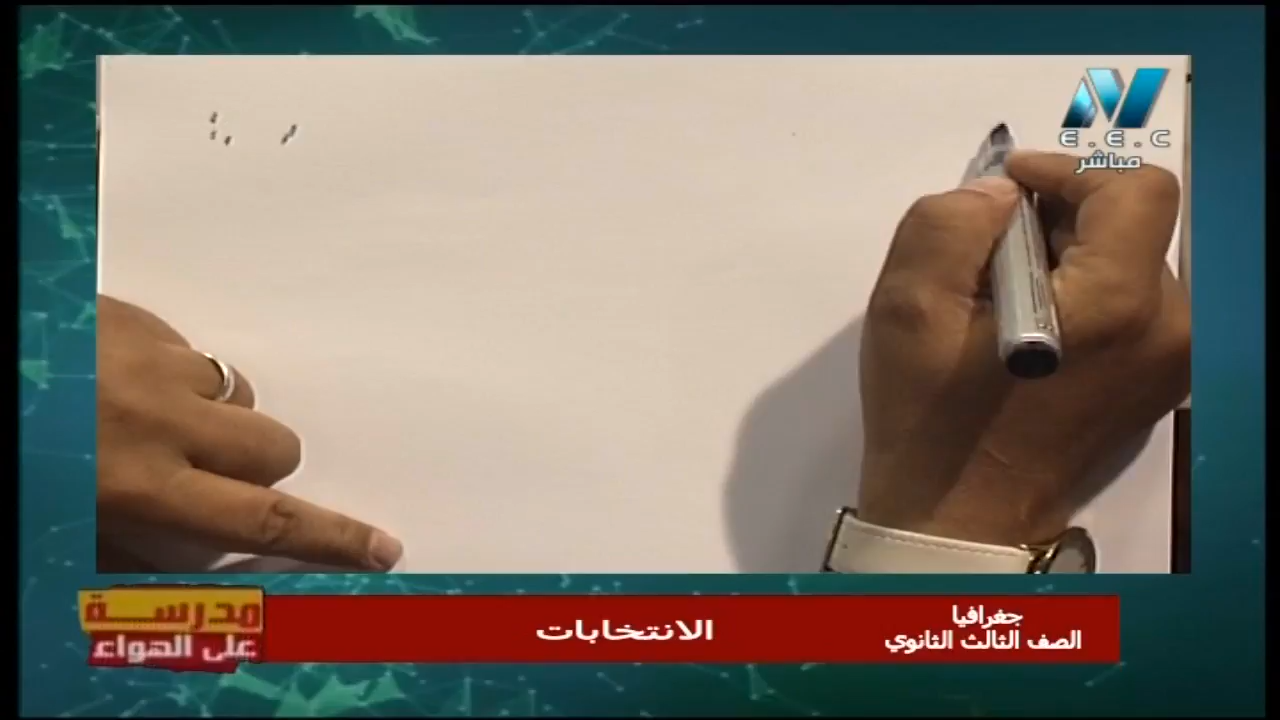 E.E.C
مباشر
جغرافيا
الصف الثالث الثانوي
الانتخابات
مدرسة
على الهواء